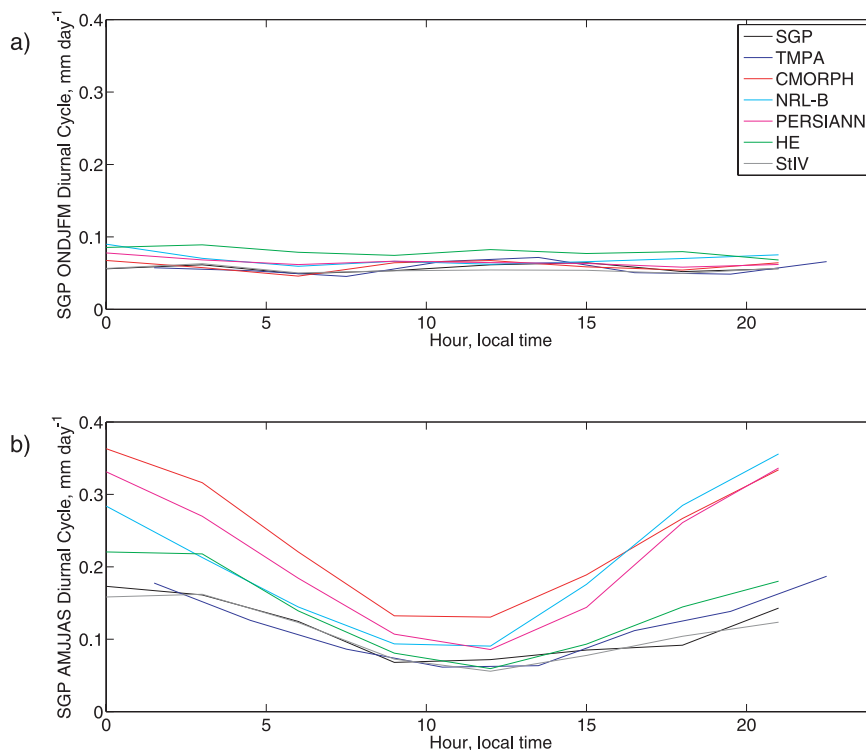 a)
SGP ONDJFM Diurnal Cycle, mm day-1
0.4
0.3
0.2
0.1
0
0 5 10 15 20
Hour, local time
SGP
TMPA
CMORPH
NRL-B
PERSIANN
HE
StIV
b)
SGP AMJJAS Diurnal Cycle, mm day-1
0.4
0.3
0.2
0.1
0
0 5 10 15 20
Hour, local time